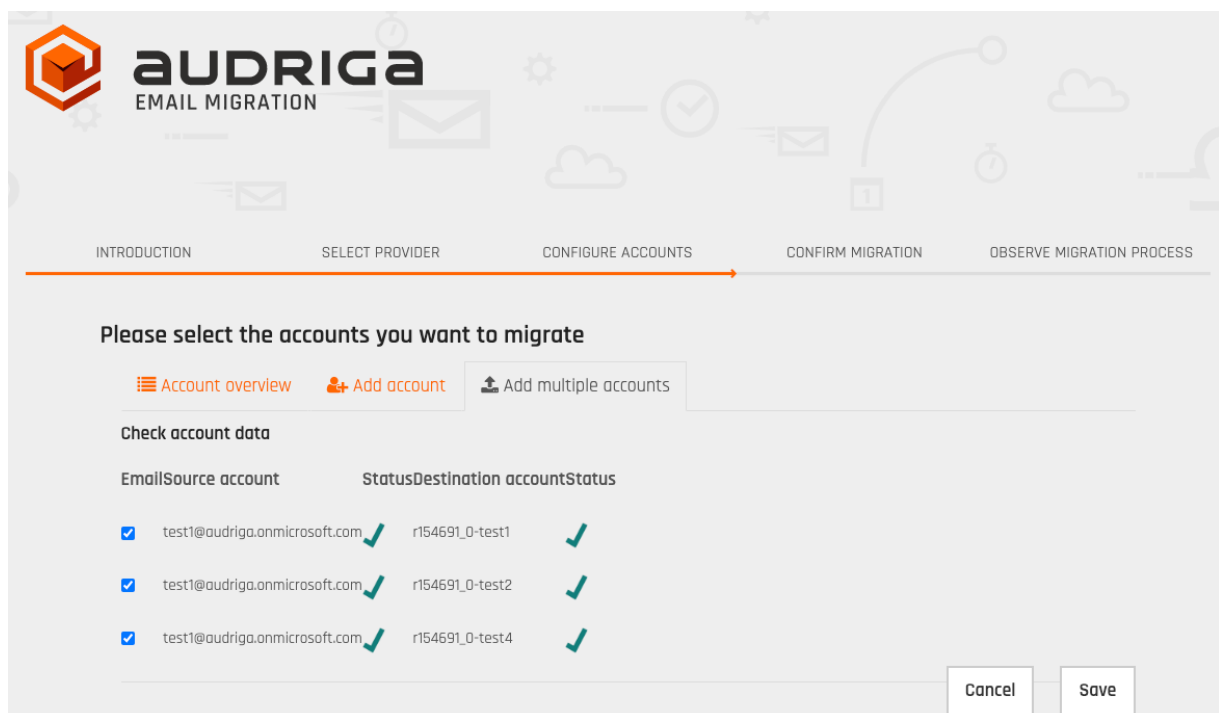 audriga
EMAIL MIGRATION
1
INTRODUCTION SELECT PROVIDER CONFIGURE ACCOUNTS CONFIRM MIGRATION OBSERVE MIGRATION PROCESS
Please select the accounts you want to migrate
Account overview Add account Add multiple accounts
Check account data
EmailSource account StatusDestination accountStatus
test1@audriga.onmicrosoft.com r154691_0-test1
test1@audriga.onmicrosoft.com r154691_0-test2
test1@audriga.onmicrosoft.com r154691_0-test4
Cancel Save